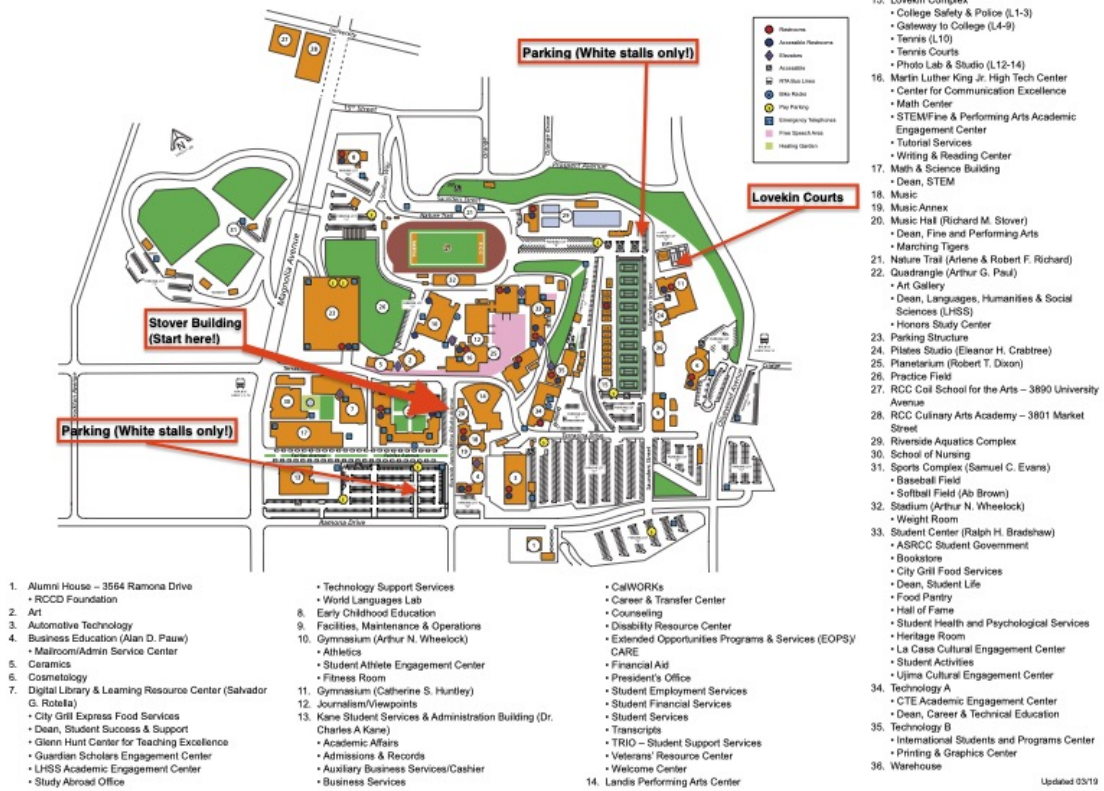 University
15th Street
Parking (White stalls only!)
Restrooms
Accessible Restrooms
Elevators
Accessible
RTA Bus Lines
Bike Racks
Pay Parking
Emergency Telephones
Free Speech Area
Healing Garden
Lovekin Courts
Nature Trail
Magnolia Avenue
Stover Building
(Start here!)
Parking (White stalls only!)
Ramona Drive
1. Alumni House – 3564 Ramona Drive
• RCCD Foundation
2. Art
3. Automotive Technology
4. Business Education (Alan D. Pauw)
• Mailroom/Admin Service Center
5. Ceramics
6. Cosmetology
7. Digital Library & Learning Resource Center (Salvador
G. Rotella)
• City Grill Express Food Services
• Dean, Student Success & Support
• Glenn Hunt Center for Teaching Excellence
• Guardian Scholars Engagement Center
• LHSS Academic Engagement Center
• Study Abroad Office
• Technology Support Services
• World Languages Lab
8. Early Childhood Education
9. Facilities, Maintenance & Operations
10. Gymnasium (Arthur N. Wheelock)
• Athletics
• Student Athlete Engagement Center
• Fitness Room
11. Gymnasium (Catherine S. Huntley)
12. Journalism/Viewpoints
13. Kane Student Services & Administration Building (Dr.
Charles A Kane)
• Academic Affairs
• Admissions & Records
• Auxiliary Business Services/Cashier
• Business Services
• CalWORKs
• Career & Transfer Center
• Counseling
• Disability Resource Center
• Extended Opportunities Programs & Services (EOPS)/
CARE
• Financial Aid
• President's Office
• Student Employment Services
• Student Financial Services
• Student Services
• Transcripts
• TRIO – Student Support Services
• Veterans' Resource Center
• Welcome Center
14. Landis Performing Arts Center
15. Lovekin Complex
• College Safety & Police (L1-3)
• Gateway to College (L4-9)
• Tennis (L10)
• Tennis Courts
• Photo Lab & Studio (L12-14)
16. Martin Luther King Jr. High Tech Center
• Center for Communication Excellence
• Math Center
• STEM/Fine & Performing Arts Academic
Engagement Center
• Tutorial Services
• Writing & Reading Center
17. Math & Science Building
• Dean, STEM
18. Music
19. Music Annex
20. Music Hall (Richard M. Stover)
• Dean, Fine and Performing Arts
• Marching Tigers
21. Nature Trail (Arlene & Robert F. Richard)
22. Quadrangle (Arthur G. Paul)
• Art Gallery
• Dean, Languages, Humanities & Social
Sciences (LHSS)
• Honors Study Center
23. Parking Structure
24. Pilates Studio (Eleanor H. Crabtree)
25. Planetarium (Robert T. Dixon)
26. Practice Field
27. RCC Coil School for the Arts – 3890 University
Avenue
28. RCC Culinary Arts Academy – 3801 Market
Street
29. Riverside Aquatics Complex
30. School of Nursing
31. Sports Complex (Samuel C. Evans)
• Baseball Field
• Softball Field (Ab Brown)
32. Stadium (Arthur N. Wheelock)
• Weight Room
33. Student Center (Ralph H. Bradshaw)
• ASRCC Student Government
• Bookstore
• City Grill Food Services
• Dean, Student Life
• Food Pantry
• Hall of Fame
• Student Health and Psychological Services
• Heritage Room
• La Casa Cultural Engagement Center
• Student Activities
• Ujima Cultural Engagement Center
34. Technology A
• CTE Academic Engagement Center
• Dean, Career & Technical Education
35. Technology B
• International Students and Programs Center
• Printing & Graphics Center
36. Warehouse
Updated 03/19